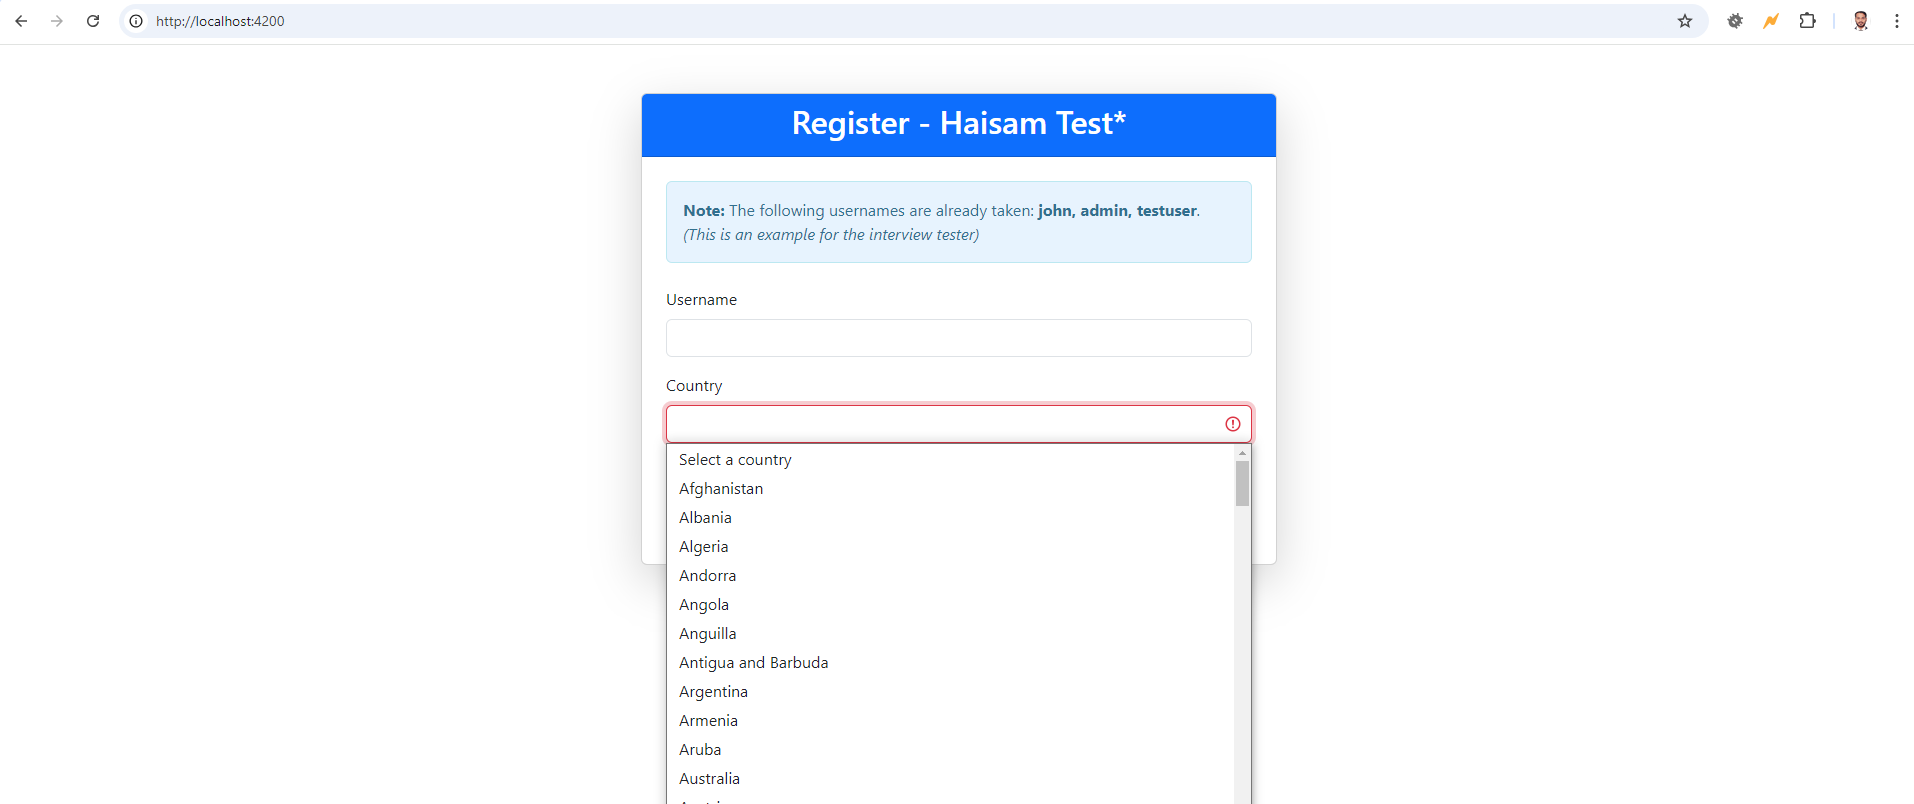 http://localhost:4200
Register - Haisam Test*
Note: The following usernames are already taken: john, admin, testuser.
(This is an example for the interview tester)
Username
Country
Select a country
Afghanistan
Albania
Algeria
Andorra
Angola
Anguilla
Antigua and Barbuda
Argentina
Armenia
Aruba
Australia